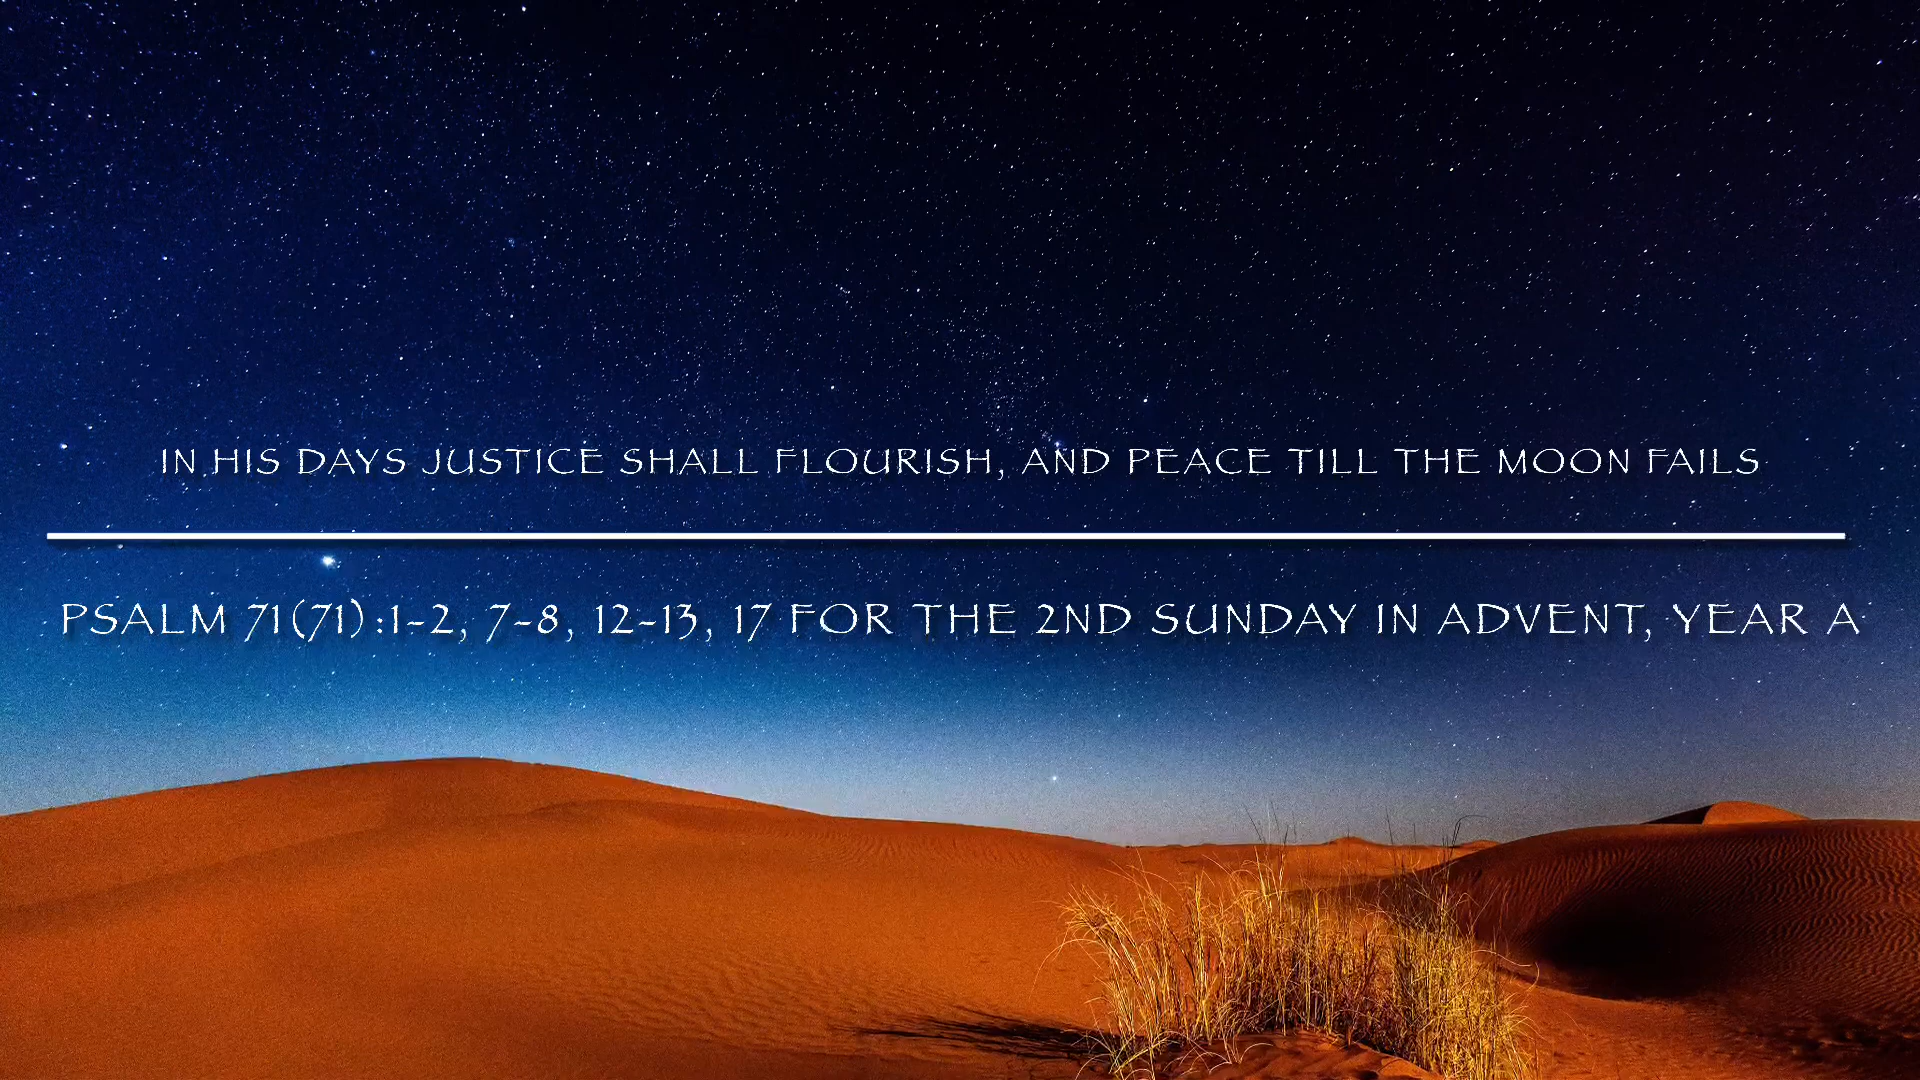 IN HIS DAYS JUSTICE SHALL FLOURISH, AND PEACE TILL THE MOON FAILS
PSALM 71(71):1-2, 7-8, 12-13, 17 FOR THE 2ND SUNDAY IN ADVENT, YEAR A